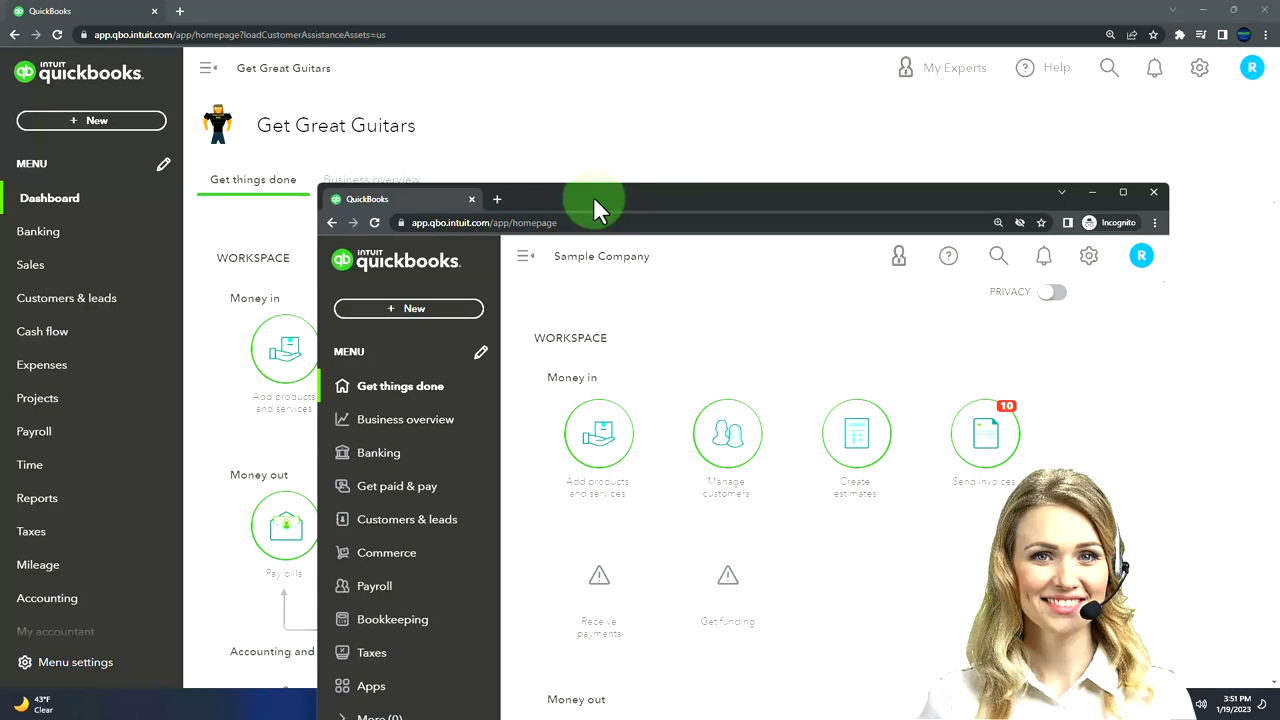 QuickBooks
app.qbo.intuit.com/app/homepage?loadCustomerAssistanceAssets=us
INTUIT
quickbooks.
Get Great Guitars
My Experts
Help
R
+ New
Get Great Guitars
MENU
Get things done
Business overview
Dashboard
Banking
Sales
Customers & leads
Cash flow
Expenses
Projects
Payroll
Time
Reports
Taxes
Mileage
Accounting
My accountant
Menu settings
WORKSPACE
Money in
Add products
and services
Money out
Pay bills
Accounting and
QuickBooks
app.qbo.intuit.com/app/homepage
Incognito
INTUIT
quickbooks.
Sample Company
R
PRIVACY
+ New
MENU
Get things done
Business overview
Banking
Get paid & pay
Customers & leads
Commerce
Payroll
Bookkeeping
Taxes
Apps
More (0)
WORKSPACE
Money in
10
Add products
and services
Manage
customers
Create
estimates
Send invoices
Receive
payments
Get funding
Money out
43°F
Clear
3:51 PM
1/19/2023